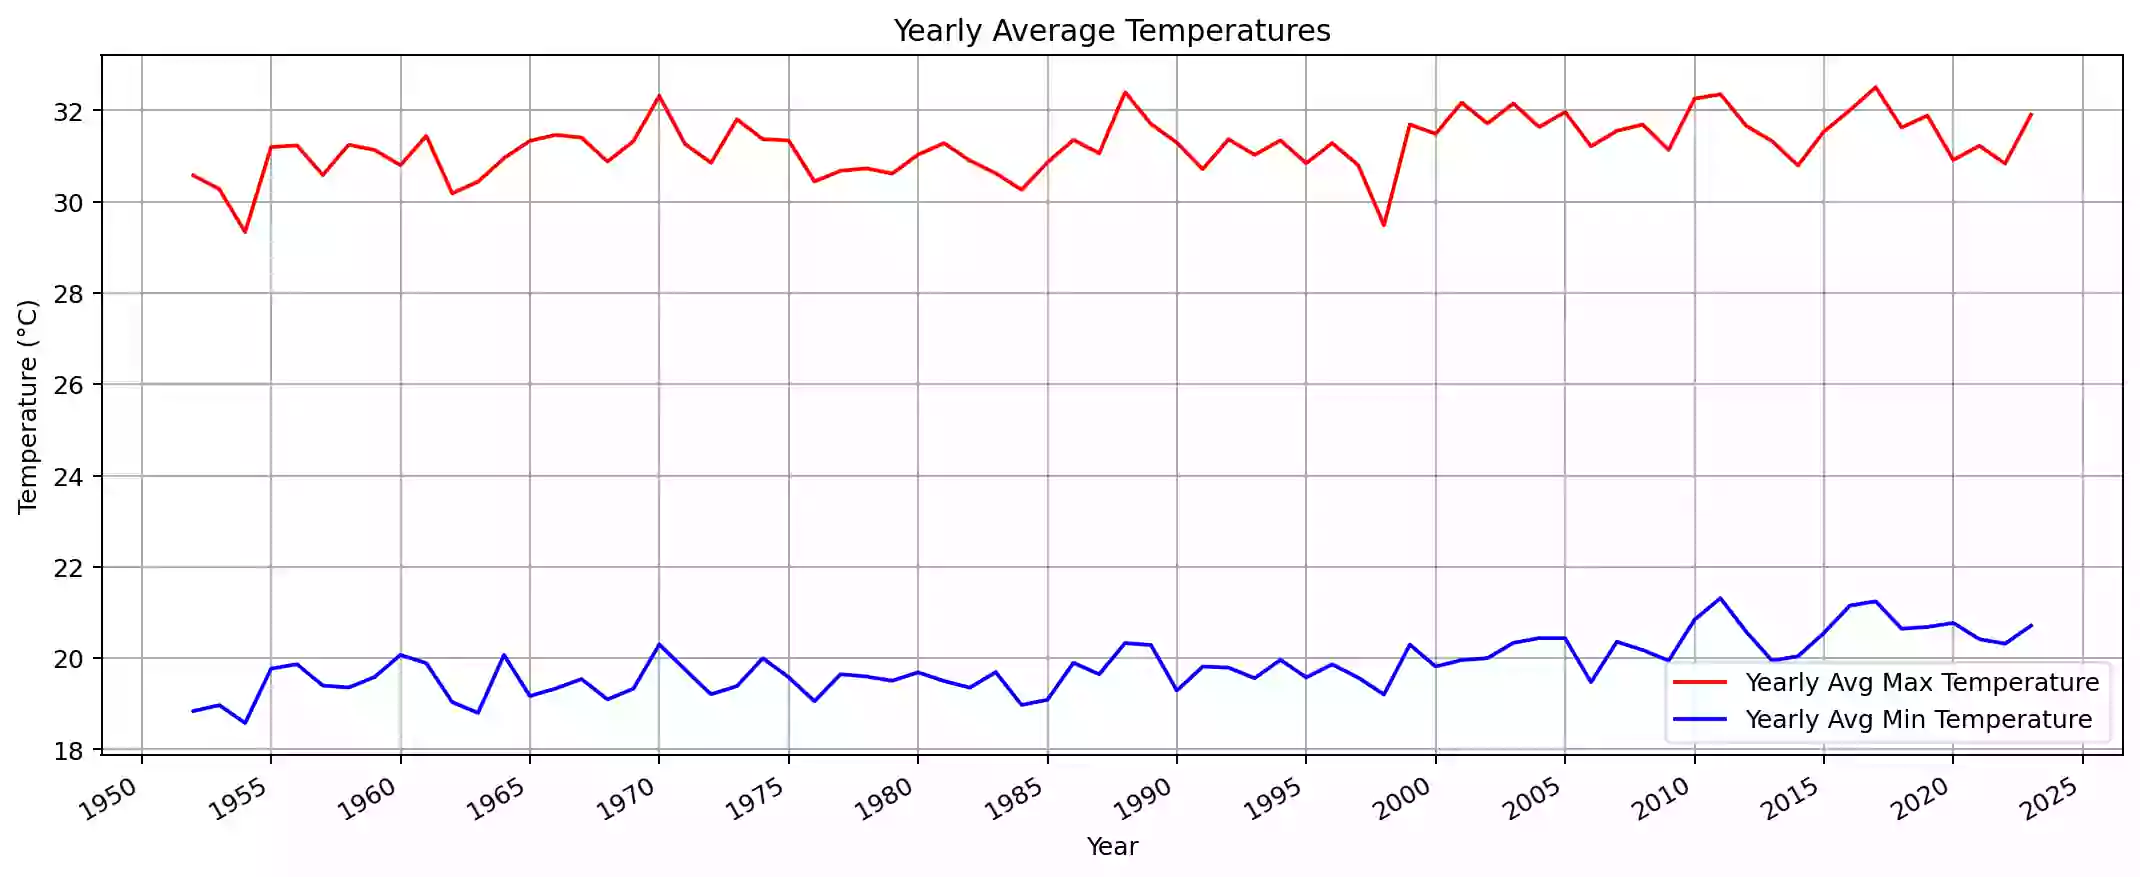 Yearly Average Temperatures
32
30
28
26
24
22
20
18
Temperature (°C)
Yearly Avg Max Temperature
Yearly Avg Min Temperature
1950 1955 1960 1965 1970 1975 1980 1985 1990 1995 2000 2005 2010 2015 2020 2025
Year